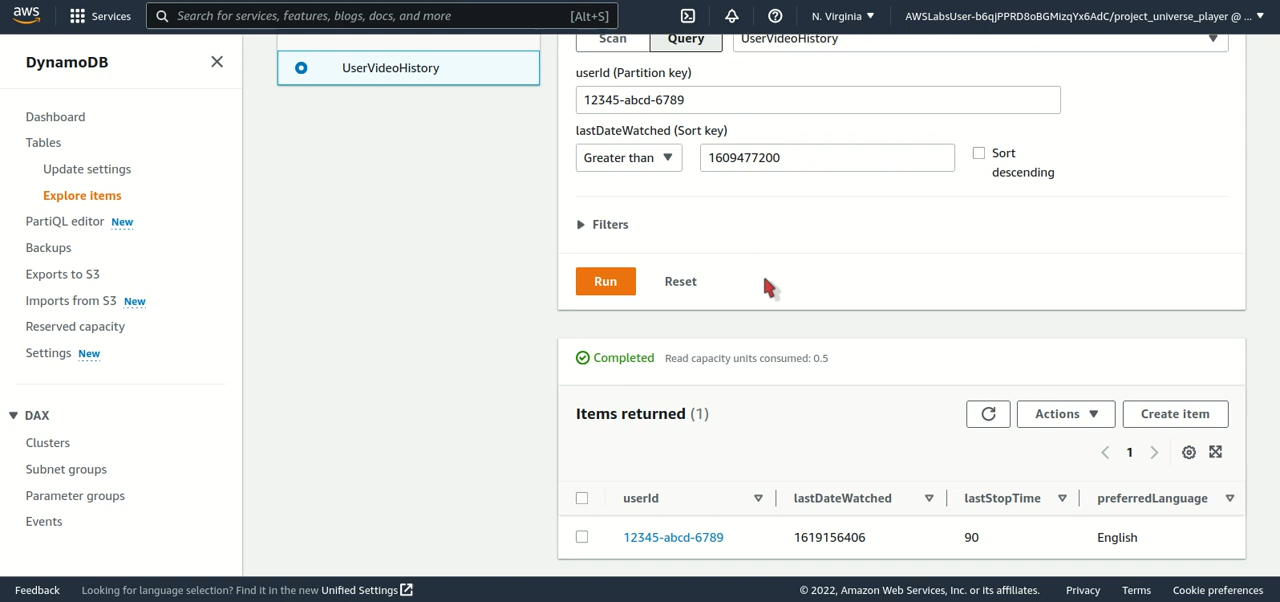 aws
Services
Search for services, features, blogs, docs, and more
[Alt+S]
N. Virginia
AWSLabsUser-b6qjPPRD8oBGMizqYx6AdC/project_universe_player @ ...
DynamoDB
Dashboard
Tables
Update settings
Explore items
PartiQL editor New
Backups
Exports to S3
Imports from S3 New
Reserved capacity
Settings New
DAX
Clusters
Subnet groups
Parameter groups
Events
UserVideoHistory
Scan
Query
UserVideoHistory
userId (Partition key)
12345-abcd-6789
lastDateWatched (Sort key)
Greater than
1609477200
Sort
descending
Filters
Run
Reset
Completed
Read capacity units consumed: 0.5
Items returned (1)
Actions
Create item
1
userId
lastDateWatched
lastStopTime
preferredLanguage
12345-abcd-6789
1619156406
90
English
Feedback
Looking for language selection? Find it in the new Unified Settings
© 2022, Amazon Web Services, Inc. or its affiliates.
Privacy
Terms
Cookie preferences